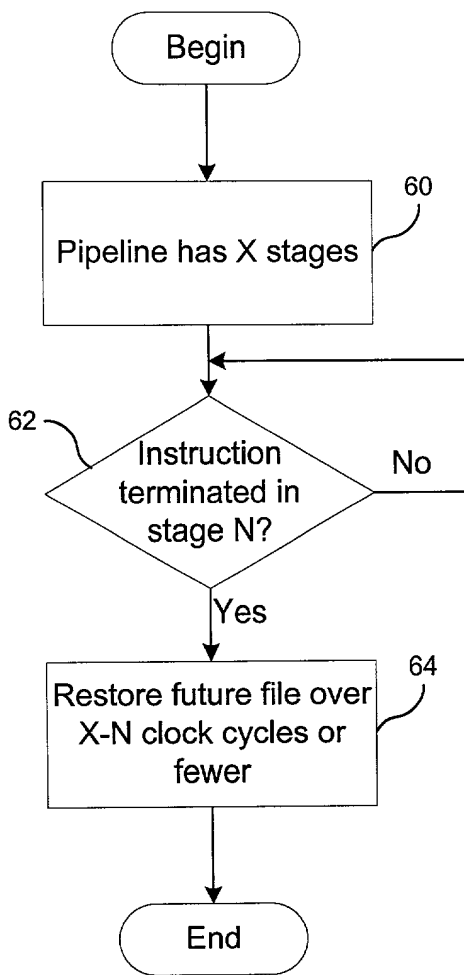 Begin
60
Pipeline has X stages
62
Instruction
terminated in
stage N?
No
Yes
64
Restore future file over
X-N clock cycles or
fewer
End